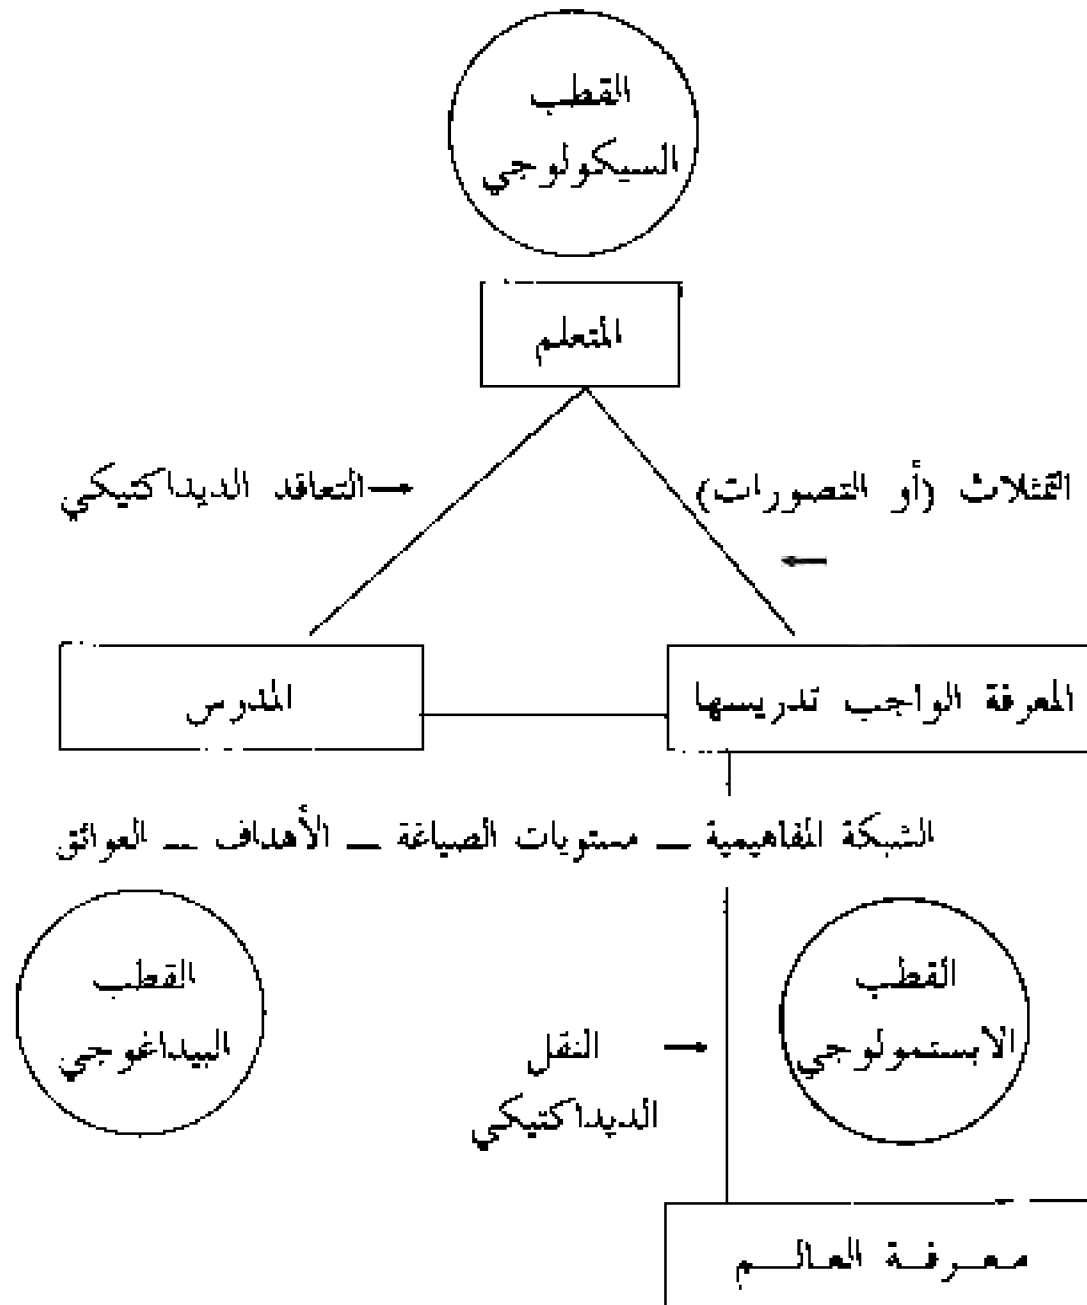 القطب
السيكولوجي
المتعلم
التمثلاث (أو التصورات)
التعاقد الديداكتيكي
المعرفة الواجب تدريسها
المدرس
الشبكة المفاهيمية _ مستويات الصياغة _ الأهداف _ العوائق
القطب
الابستمولوجي
النقل
الديداكتيكي
القطب
البيداغوجي
معرفة العالم